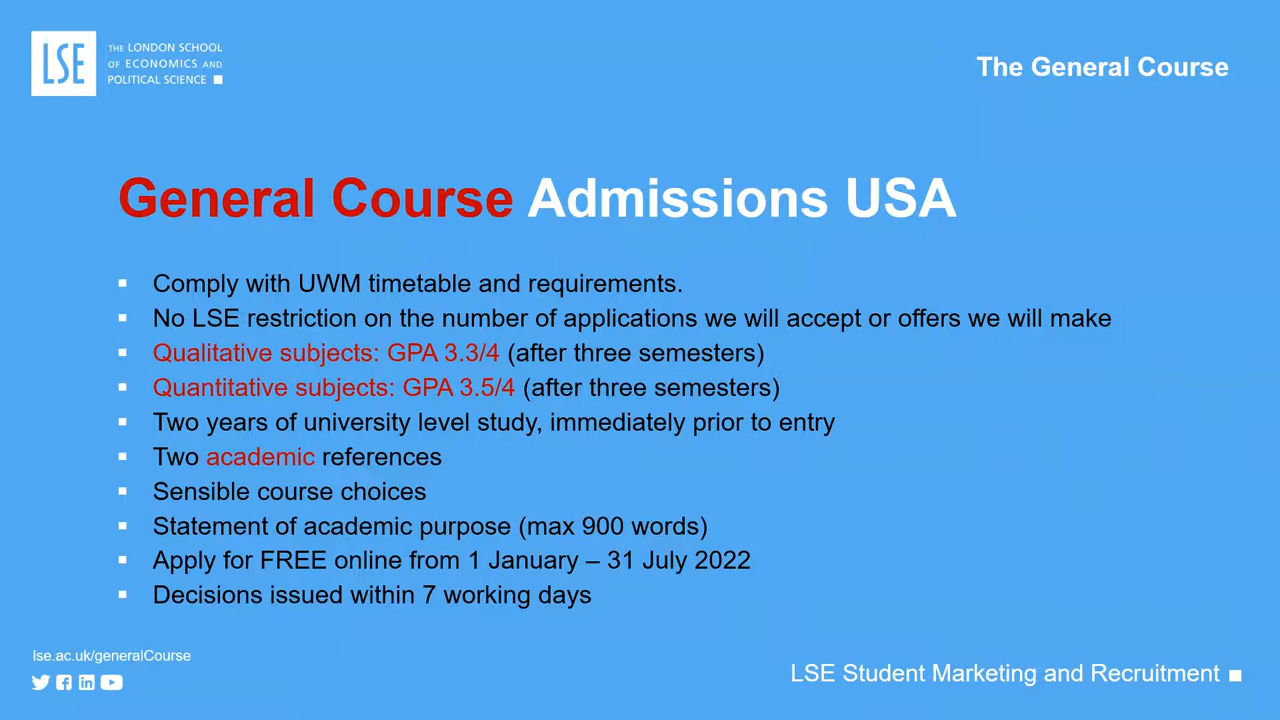 LSE
THE LONDON SCHOOL
OF ECONOMICS AND
POLITICAL SCIENCE
The General Course
General Course Admissions USA
Comply with UWM timetable and requirements.
No LSE restriction on the number of applications we will accept or offers we will make
Qualitative subjects: GPA 3.3/4 (after three semesters)
Quantitative subjects: GPA 3.5/4 (after three semesters)
Two years of university level study, immediately prior to entry
Two academic references
Sensible course choices
Statement of academic purpose (max 900 words)
Apply for FREE online from 1 January – 31 July 2022
Decisions issued within 7 working days
lse.ac.uk/generalCourse
LSE Student Marketing and Recruitment